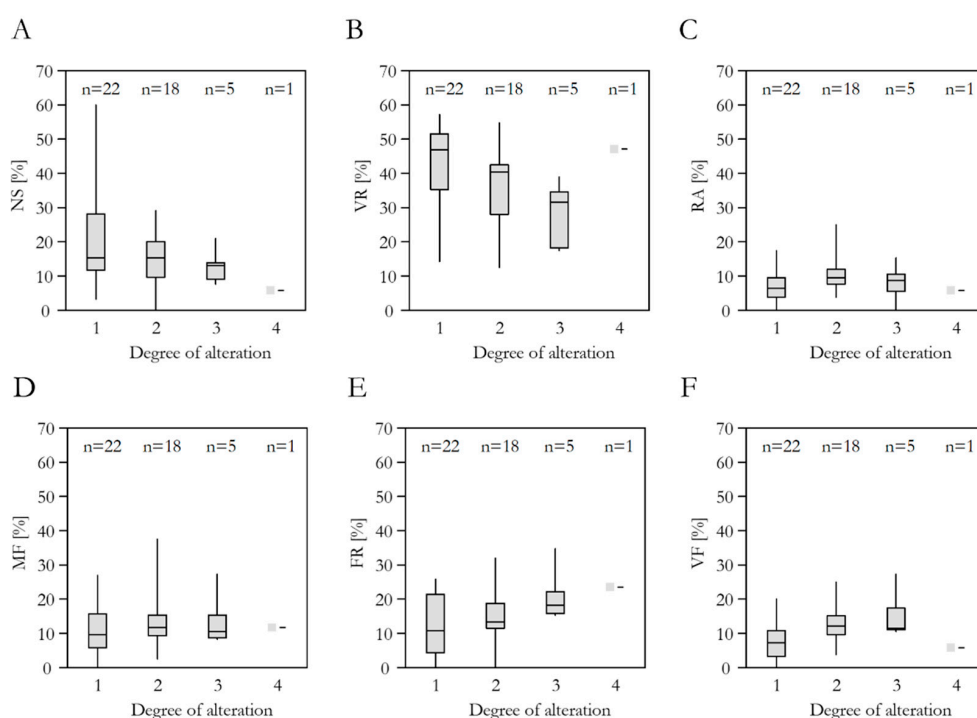 A
70
60
50
40
30
20
10
0
NS [%]
n=22 n=18 n=5 n=1
1 2 3 4
Degree of alteration
B
70
60
50
40
30
20
10
0
VR [%]
n=22 n=18 n=5 n=1
1 2 3 4
Degree of alteration
C
70
60
50
40
30
20
10
0
RA [%]
n=22 n=18 n=5 n=1
1 2 3 4
Degree of alteration
D
70
60
50
40
30
20
10
0
MF [%]
n=22 n=18 n=5 n=1
1 2 3 4
Degree of alteration
E
70
60
50
40
30
20
10
0
FR [%]
n=22 n=18 n=5 n=1
1 2 3 4
Degree of alteration
F
70
60
50
40
30
20
10
0
VF [%]
n=22 n=18 n=5 n=1
1 2 3 4
Degree of alteration